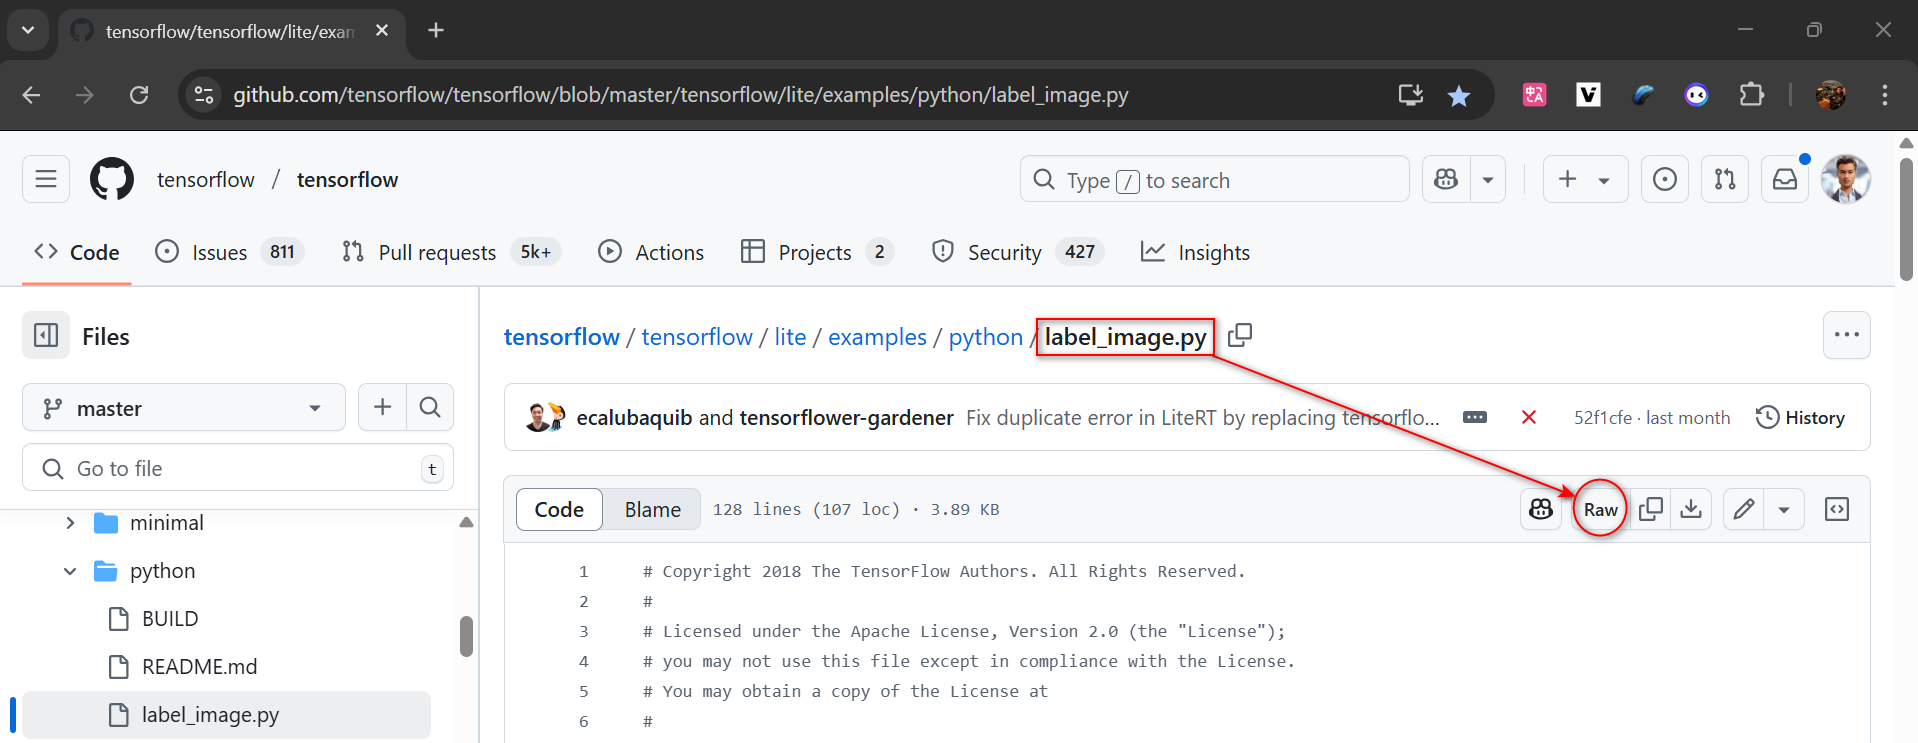 tensorflow/tensorflow/lite/exam
github.com/tensorflow/tensorflow/blob/master/tensorflow/lite/examples/python/label_image.py
tensorflow / tensorflow
Type / to search
Code
Issues 811
Pull requests 5k+
Actions
Projects 2
Security 427
Insights
Files
master
Go to file t
minimal
python
BUILD
README.md
label_image.py
tensorflow / tensorflow / lite / examples / python / label_image.py
ecalubaquib and tensorflower-gardener Fix duplicate error in LiteRT by replacing tensorflo... 52f1cfe · last month History
Code Blame 128 lines (107 loc) · 3.89 KB Raw
1 # Copyright 2018 The TensorFlow Authors. All Rights Reserved.
2 #
3 # Licensed under the Apache License, Version 2.0 (the "License");
4 # you may not use this file except in compliance with the License.
5 # You may obtain a copy of the License at
6 #